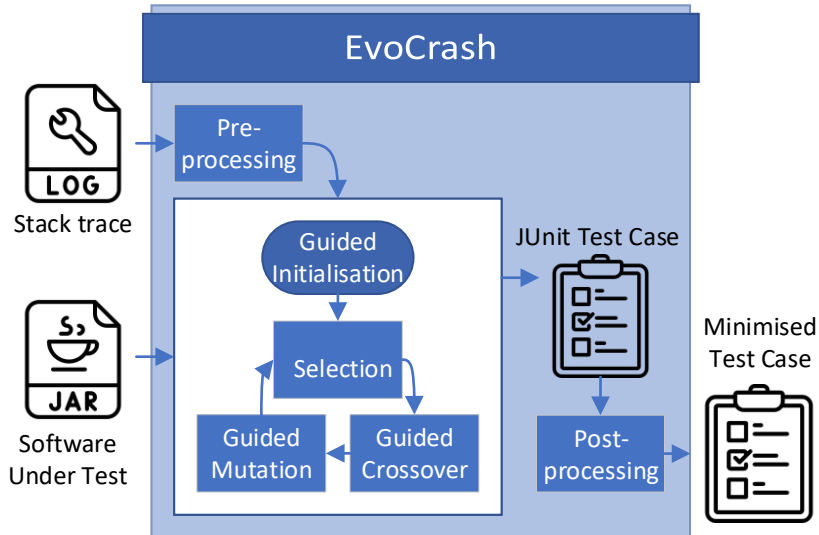 EvoCrash
Pre-
processing
LOG
Stack trace
Guided
Initialisation
JUnit Test Case
Selection
JAR
Software
Under Test
Guided
Mutation
Guided
Crossover
Post-
processing
Minimised
Test Case